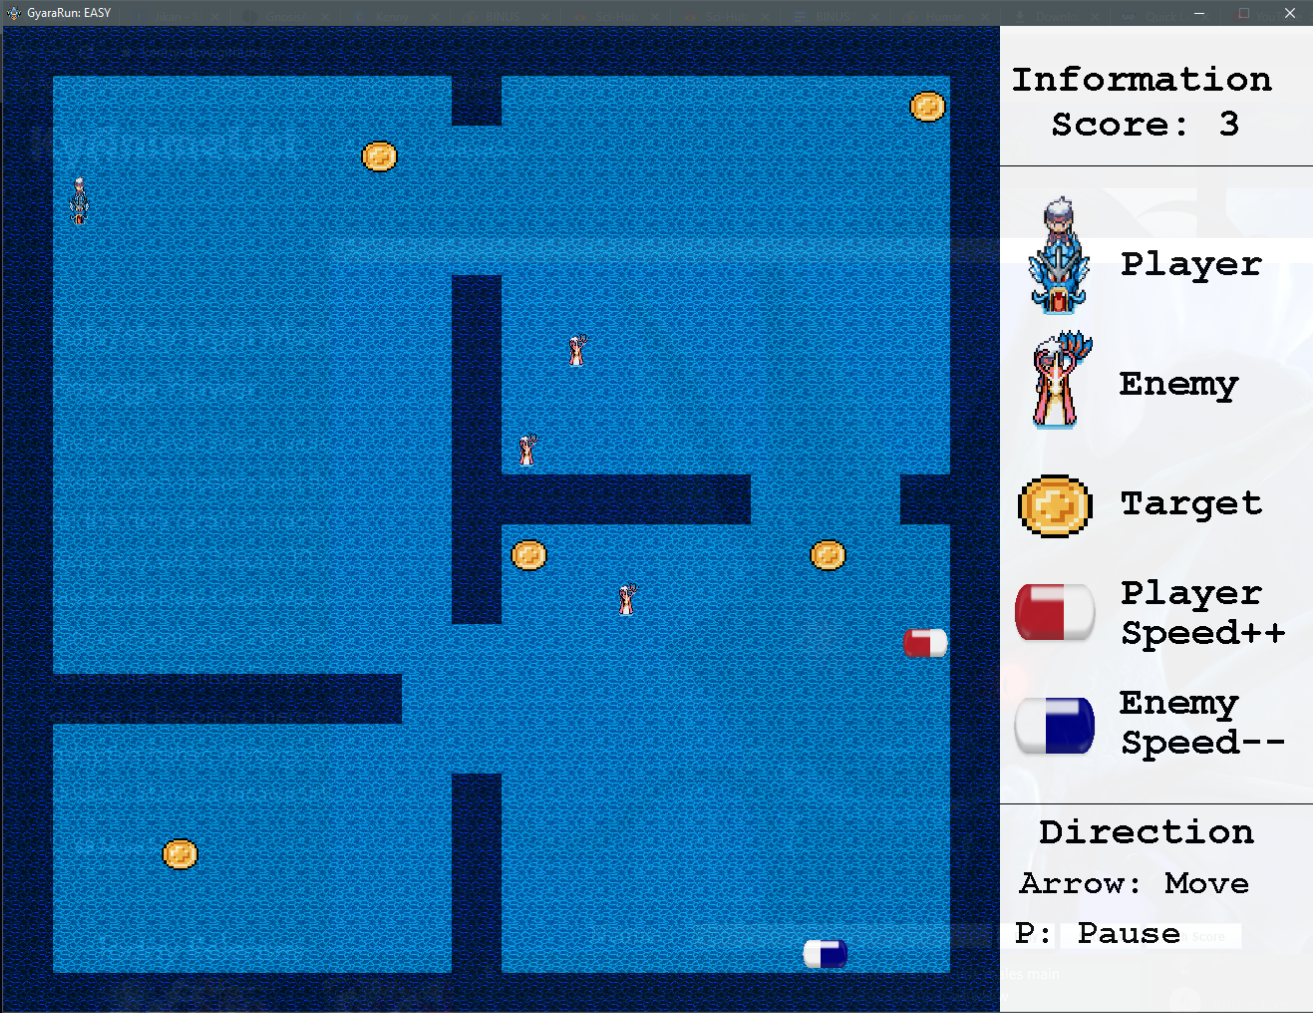 GyaraRun: EASY
Information
Score: 3
Player
Enemy
Target
Player
Speed++
Enemy
Speed--
Direction
Arrow: Move
P: Pause